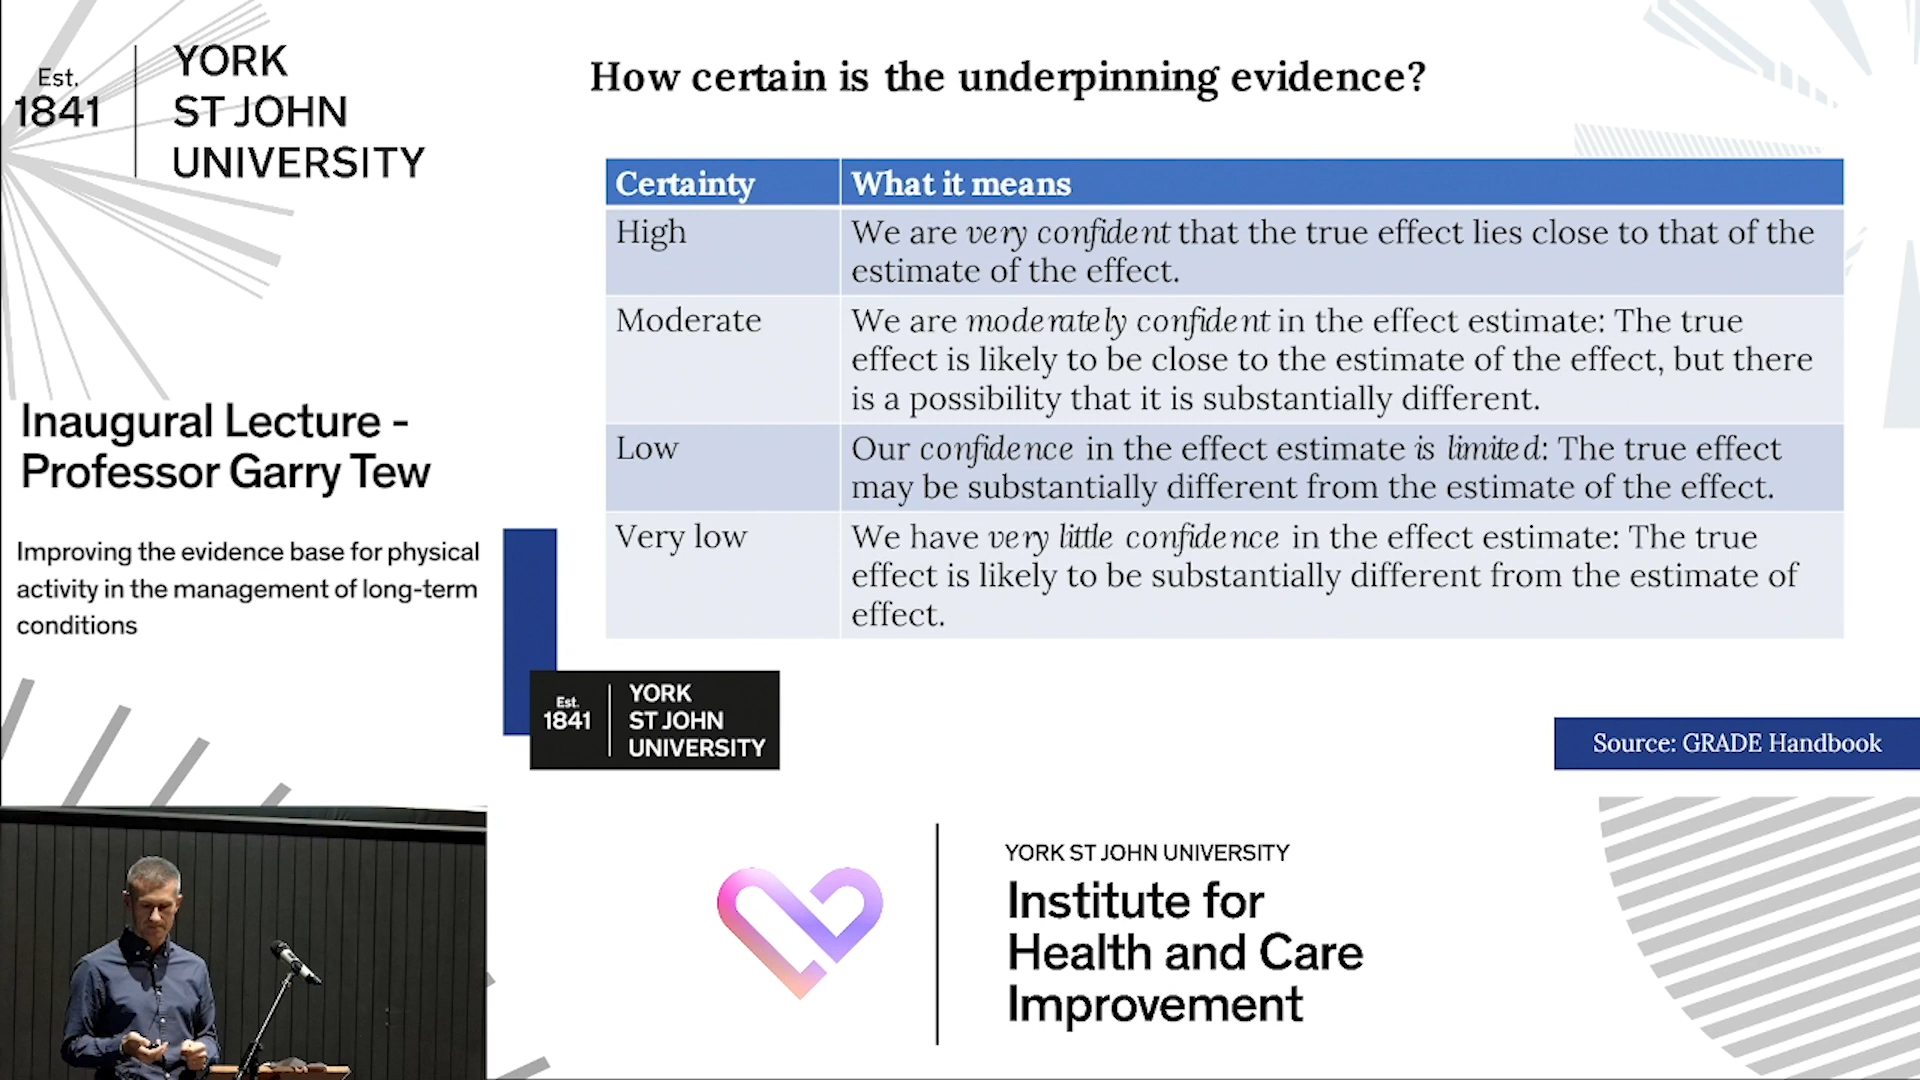 Est.
1841
YORK
ST JOHN
UNIVERSITY
Inaugural Lecture -
Professor Garry Tew
Improving the evidence base for physical
activity in the management of long-term
conditions
How certain is the underpinning evidence?
Certainty
What it means
High
We are very confident that the true effect lies close to that of the
estimate of the effect.
Moderate
We are moderately confident in the effect estimate: The true
effect is likely to be close to the estimate of the effect, but there
is a possibility that it is substantially different.
Low
Our confidence in the effect estimate is limited: The true effect
may be substantially different from the estimate of the effect.
Very low
We have very little confidence in the effect estimate: The true
effect is likely to be substantially different from the estimate of
effect.
Est.
1841
YORK
ST JOHN
UNIVERSITY
Source: GRADE Handbook
YORK ST JOHN UNIVERSITY
Institute for
Health and Care
Improvement